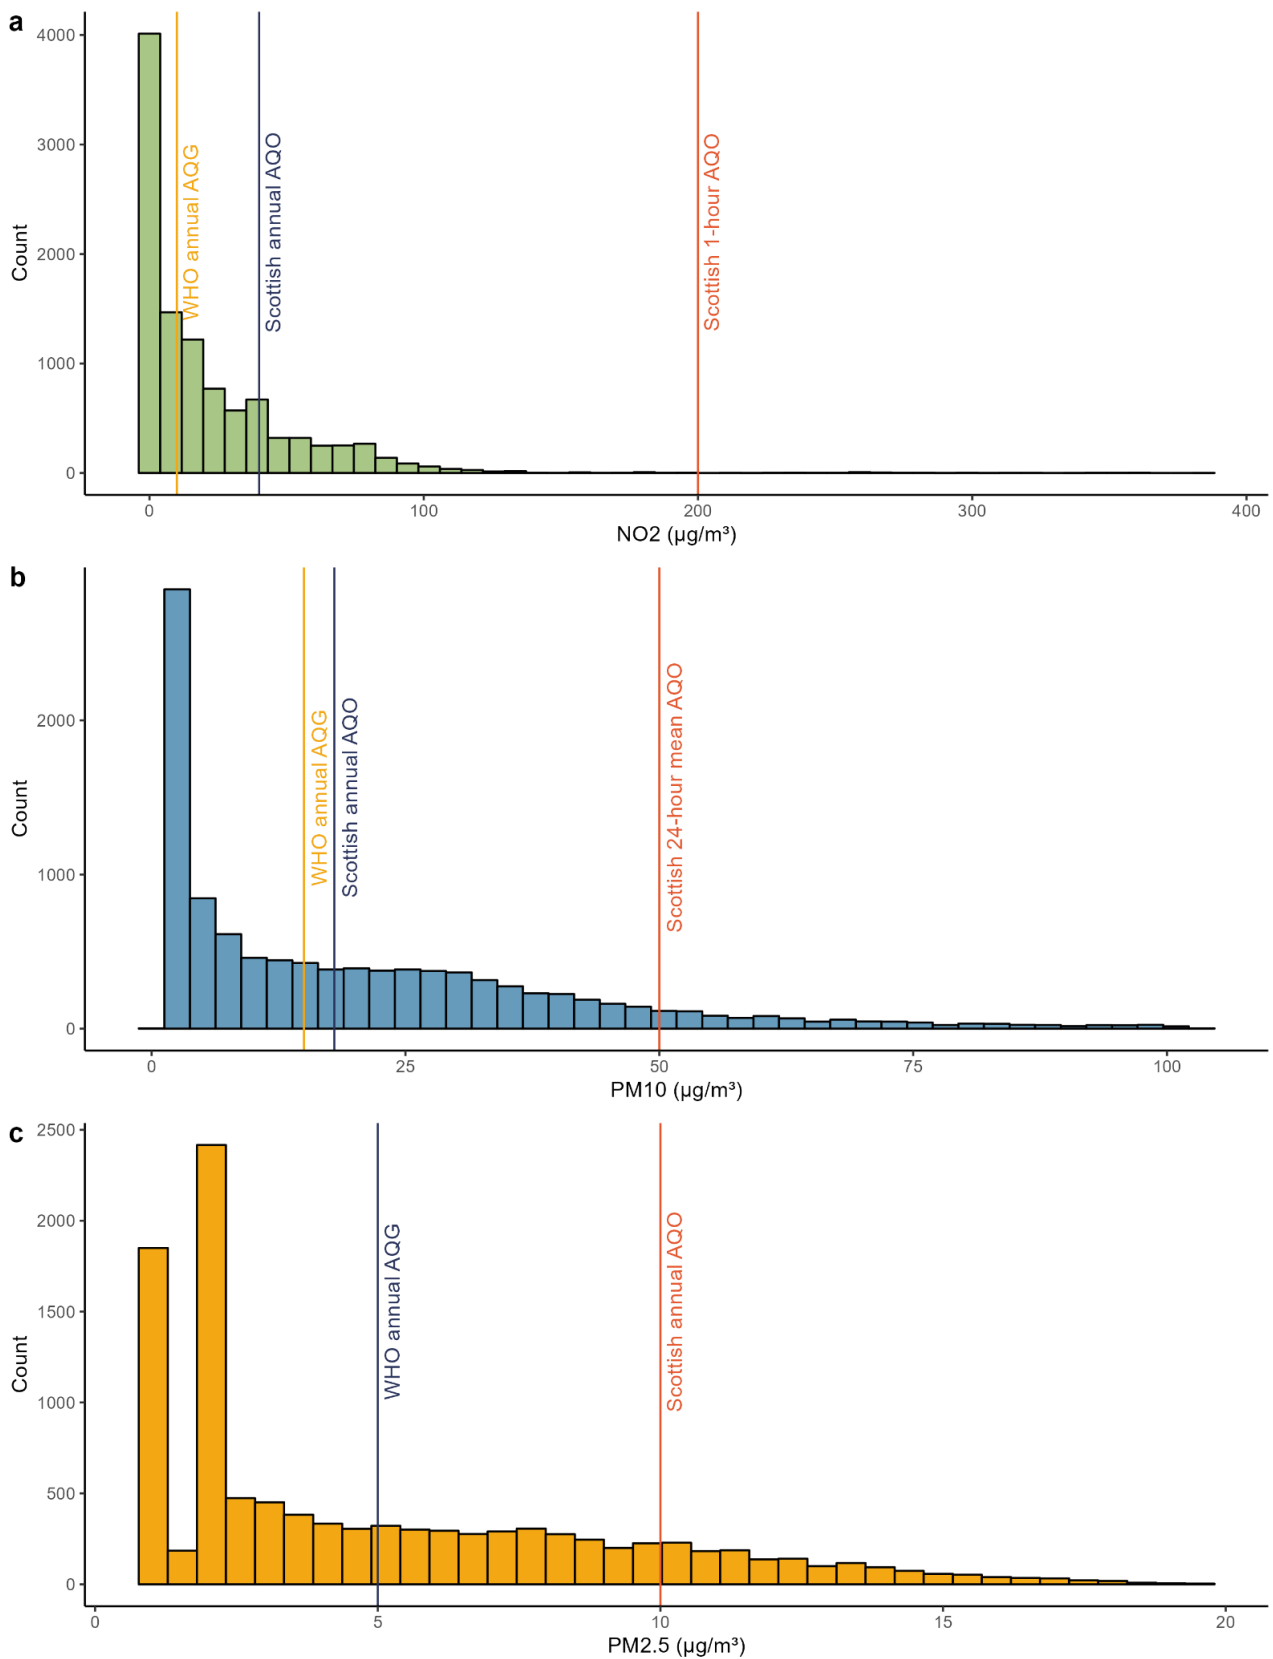 a
4000
3000
2000
1000
0
Count
WHO annual AQG
Scottish annual AQO
Scottish 1-hour AQO
0 100 200 300 400
NO2 (µg/m³)
b
2000
1000
0
Count
WHO annual AQG
Scottish annual AQO
Scottish 24-hour mean AQO
0 25 50 75 100
PM10 (µg/m³)
c
2500
2000
1500
1000
500
0
Count
WHO annual AQG
Scottish annual AQO
0 5 10 15 20
PM2.5 (µg/m³)